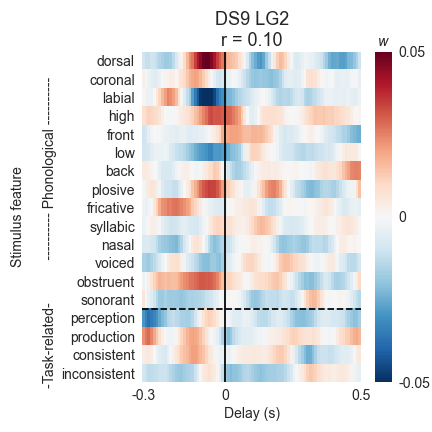 DS9 LG2
r = 0.10
w
dorsal
coronal
labial
high
front
low
back
plosive
fricative
syllabic
nasal
voiced
obstruent
sonorant
perception
production
consistent
inconsistent
Stimulus feature
-Task-related- ---------- Phonological ----------
0.05
0
-0.05
-0.3 0 0.5
Delay (s)